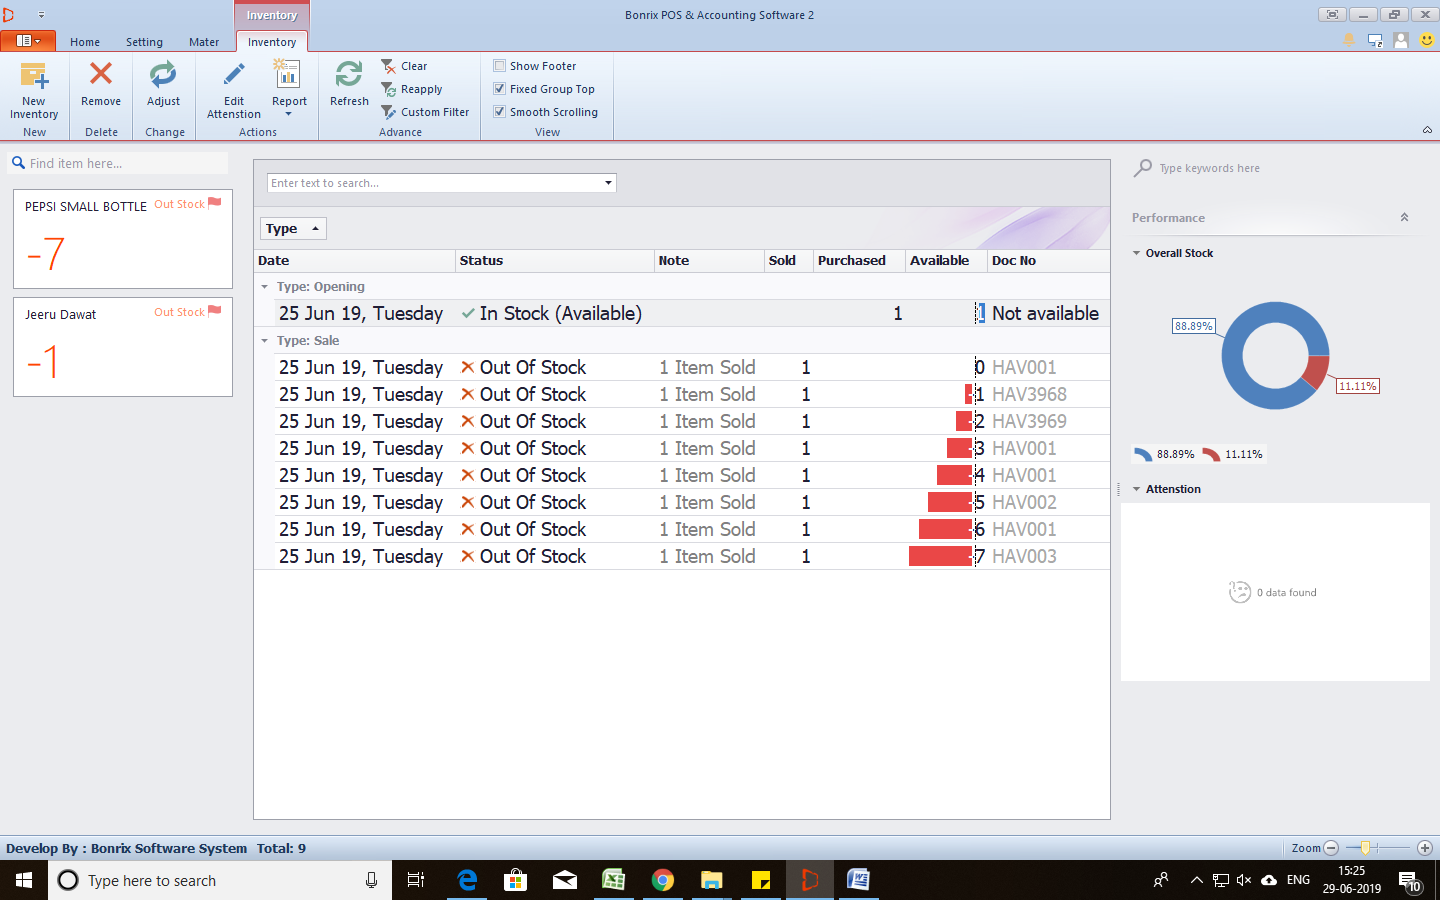 Inventory
Bonrix POS & Accounting Software 2
Home Setting Mater Inventory
New Inventory
Remove
Adjust
Edit Attenstion
Report
Refresh
Clear
Reapply
Custom Filter
Show Footer
Fixed Group Top
Smooth Scrolling
New Delete Change Actions Advance View
Find item here...
PEPSI SMALL BOTTLE Out Stock
-7
Jeeru Dawat Out Stock
-1
Enter text to search...
Type
Date Status Note Sold Purchased Available Doc No
Type: Opening
25 Jun 19, Tuesday In Stock (Available) 1 1 Not available
Type: Sale
25 Jun 19, Tuesday Out Of Stock 1 Item Sold 1 0 HAV001
25 Jun 19, Tuesday Out Of Stock 1 Item Sold 1 -1 HAV3968
25 Jun 19, Tuesday Out Of Stock 1 Item Sold 1 -2 HAV3969
25 Jun 19, Tuesday Out Of Stock 1 Item Sold 1 -3 HAV001
25 Jun 19, Tuesday Out Of Stock 1 Item Sold 1 -4 HAV001
25 Jun 19, Tuesday Out Of Stock 1 Item Sold 1 -5 HAV002
25 Jun 19, Tuesday Out Of Stock 1 Item Sold 1 -6 HAV001
25 Jun 19, Tuesday Out Of Stock 1 Item Sold 1 -7 HAV003
Type keywords here
Performance
Overall Stock
88.89%
11.11%
88.89% 11.11%
Attenstion
0 data found
Develop By : Bonrix Software System Total: 9
Zoom
Type here to search
ENG
15:25
29-06-2019
10